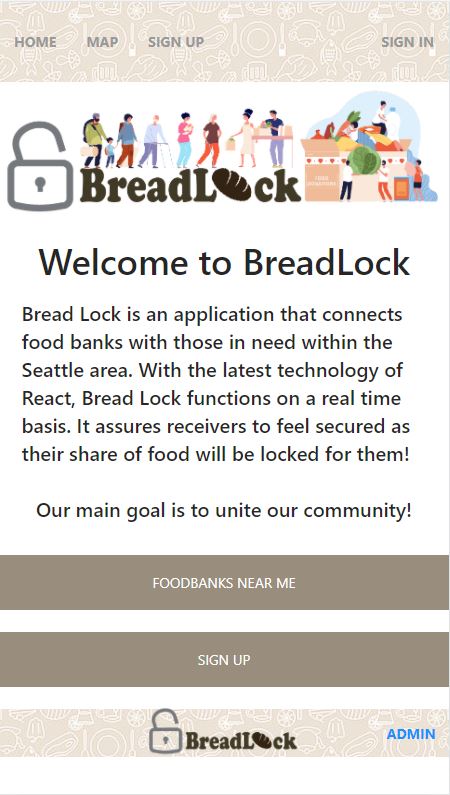 HOME MAP SIGN UP SIGN IN
BreadLock
FOOD
DONATIONS
Welcome to BreadLock
Bread Lock is an application that connects
food banks with those in need within the
Seattle area. With the latest technology of
React, Bread Lock functions on a real time
basis. It assures receivers to feel secured as
their share of food will be locked for them!
Our main goal is to unite our community!
FOODBANKS NEAR ME
SIGN UP
BreadLock
ADMIN